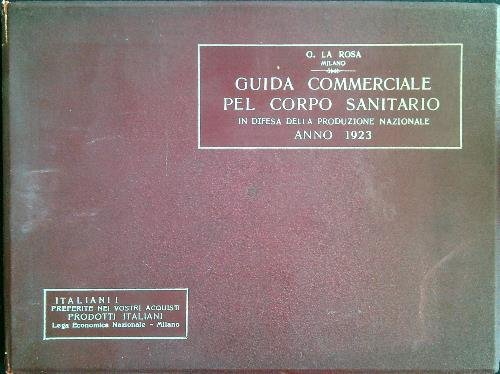 O. LA ROSA
MILANO
GUIDA COMMERCIALE
PEL CORPO SANITARIO
IN DIFESA DELLA PRODUZIONE NAZIONALE
ANNO 1923
ITALIANI!
PREFERITE NEI VOSTRI ACQUISTI
PRODOTTI ITALIANI
Lega Economica Nazionale - Milano